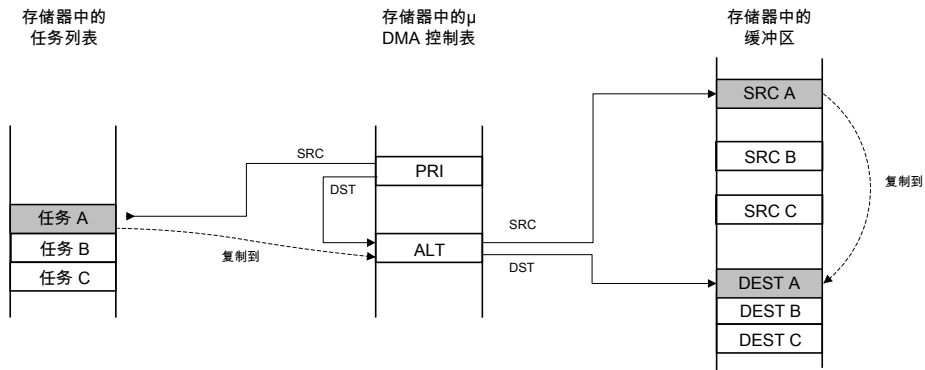 存储器中的
任务列表
存储器中的μ
DMA 控制表
存储器中的
缓冲区
SRC A
SRC
PRI
SRC B
DST
复制到
任务 A
SRC C
SRC
任务 B
复制到
ALT
DST
任务 C
DEST A
DEST B
DEST C